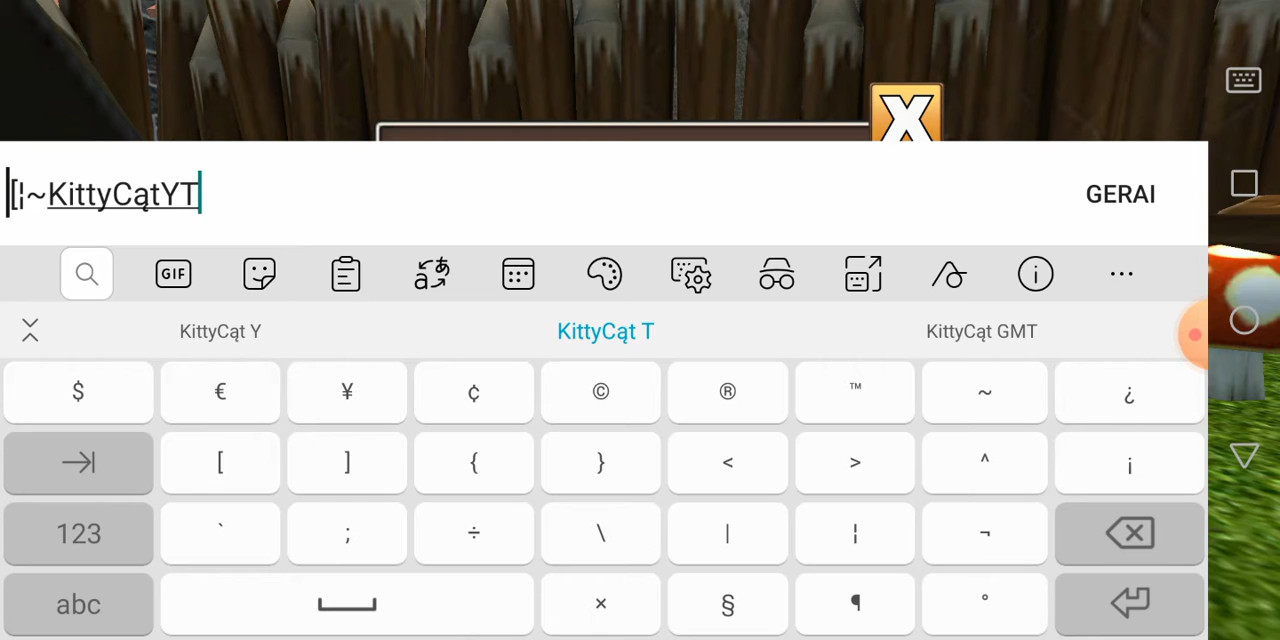 X
[¦~KittyCątYT
GERAI
GIF
KittyCąt Y
KittyCąt T
KittyCąt GMT
$ € ¥ ¢ © ® ™ ~ ¿
[ ] { } < > ^ ¡
123 ` ; ÷ \ | ¦ ¬
abc × § ¶ °